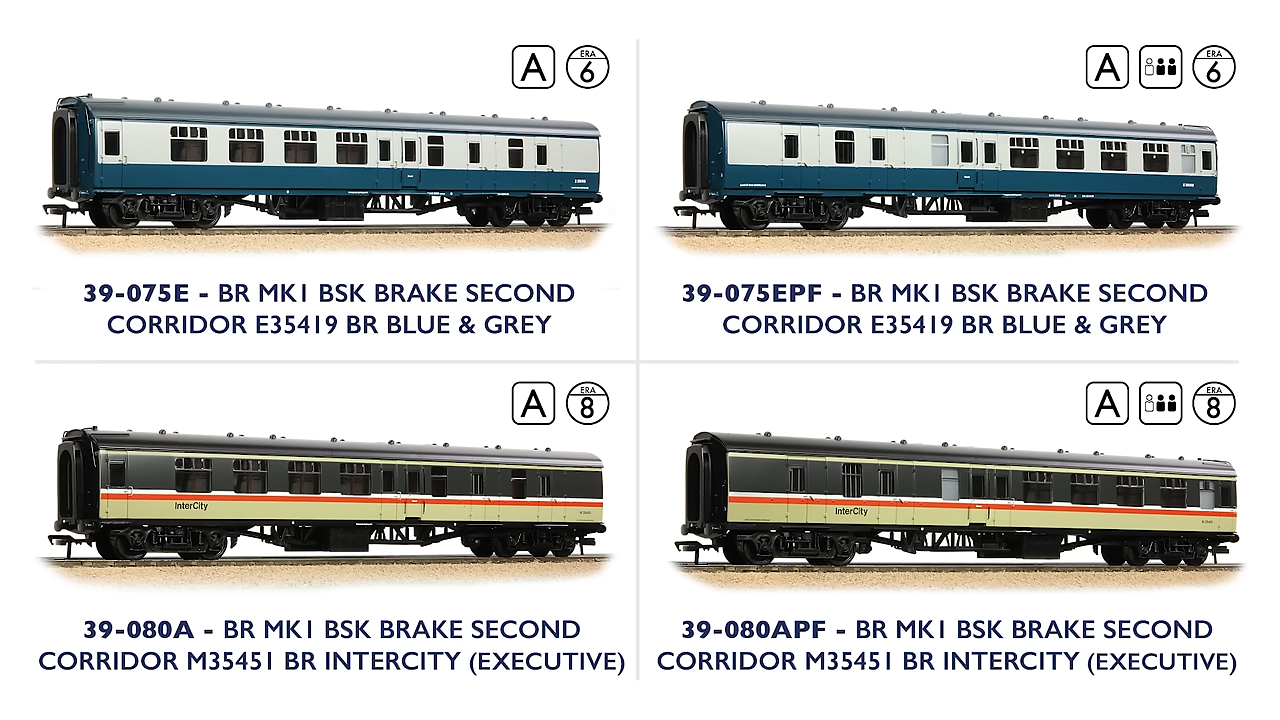 A ERA 6
A ERA 6
39-075E - BR MK1 BSK BRAKE SECOND
CORRIDOR E35419 BR BLUE & GREY
39-075EPF - BR MK1 BSK BRAKE SECOND
CORRIDOR E35419 BR BLUE & GREY
A ERA 8
A ERA 8
InterCity
M 35451
InterCity
M 35451
39-080A - BR MK1 BSK BRAKE SECOND
CORRIDOR M35451 BR INTERCITY (EXECUTIVE)
39-080APF - BR MK1 BSK BRAKE SECOND
CORRIDOR M35451 BR INTERCITY (EXECUTIVE)